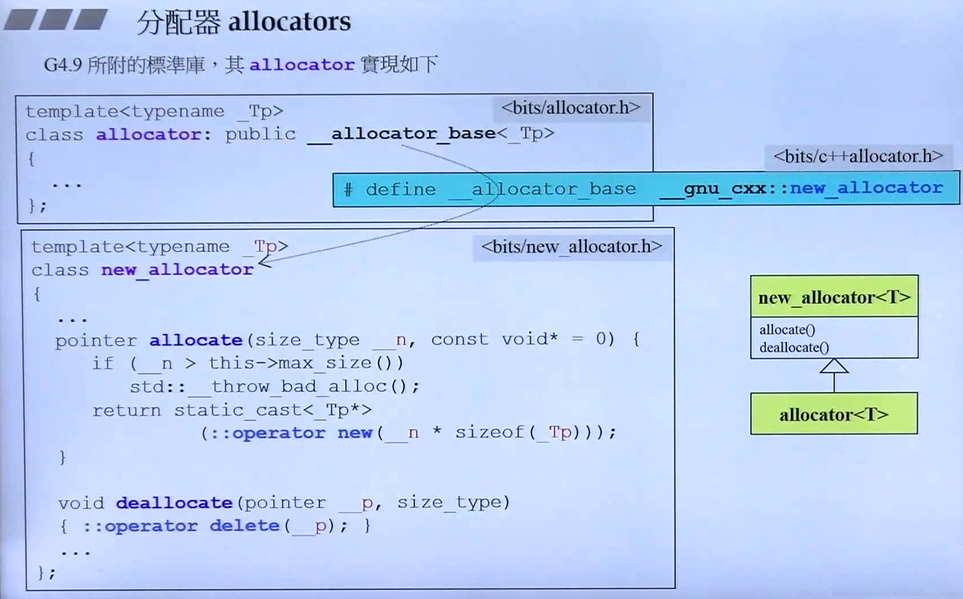 分配器 allocators
G4.9 所附的標準庫，其 allocator 實現如下
<bits/allocator.h>
template<typename _Tp>
class allocator: public __allocator_base<_Tp>
{
...
};
<bits/c++allocator.h>
# define __allocator_base __gnu_cxx::new_allocator
<bits/new_allocator.h>
template<typename _Tp>
class new_allocator
{
...
pointer allocate(size_type __n, const void* = 0) {
if (__n > this->max_size())
std::__throw_bad_alloc();
return static_cast<_Tp*>
(::operator new(__n * sizeof(_Tp)));
}
void deallocate(pointer __p, size_type)
{ ::operator delete(__p); }
...
};
new_allocator<T>
allocate()
deallocate()
allocator<T>